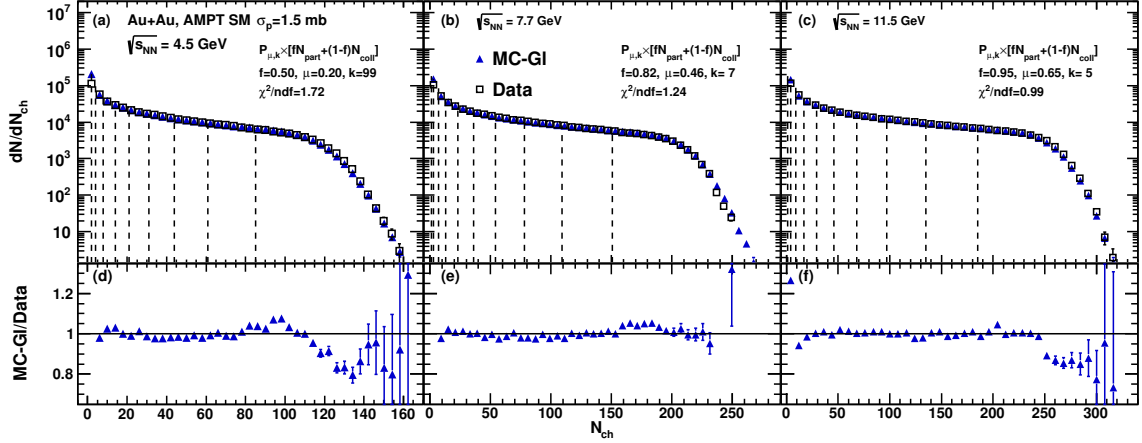 (a) Au+Au, AMPT SM σp=1.5 mb
√sNN = 4.5 GeV
Pμ,k×[fNpart+(1-f)Ncoll]
f=0.50, μ=0.20, k=99
χ²/ndf=1.72
(b) √sNN = 7.7 GeV
MC-Gl
Data
Pμ,k×[fNpart+(1-f)Ncoll]
f=0.82, μ=0.46, k= 7
χ²/ndf=1.24
(c) √sNN = 11.5 GeV
Pμ,k×[fNpart+(1-f)Ncoll]
f=0.95, μ=0.65, k= 5
χ²/ndf=0.99
dN/dNch
10⁷
10⁶
10⁵
10⁴
10³
10²
10
(d)
(e)
(f)
MC-Gl/Data
1.2
1
0.8
0 20 40 60 80 100 120 140 160
0 50 100 150 200 250
0 50 100 150 200 250 300
Nch